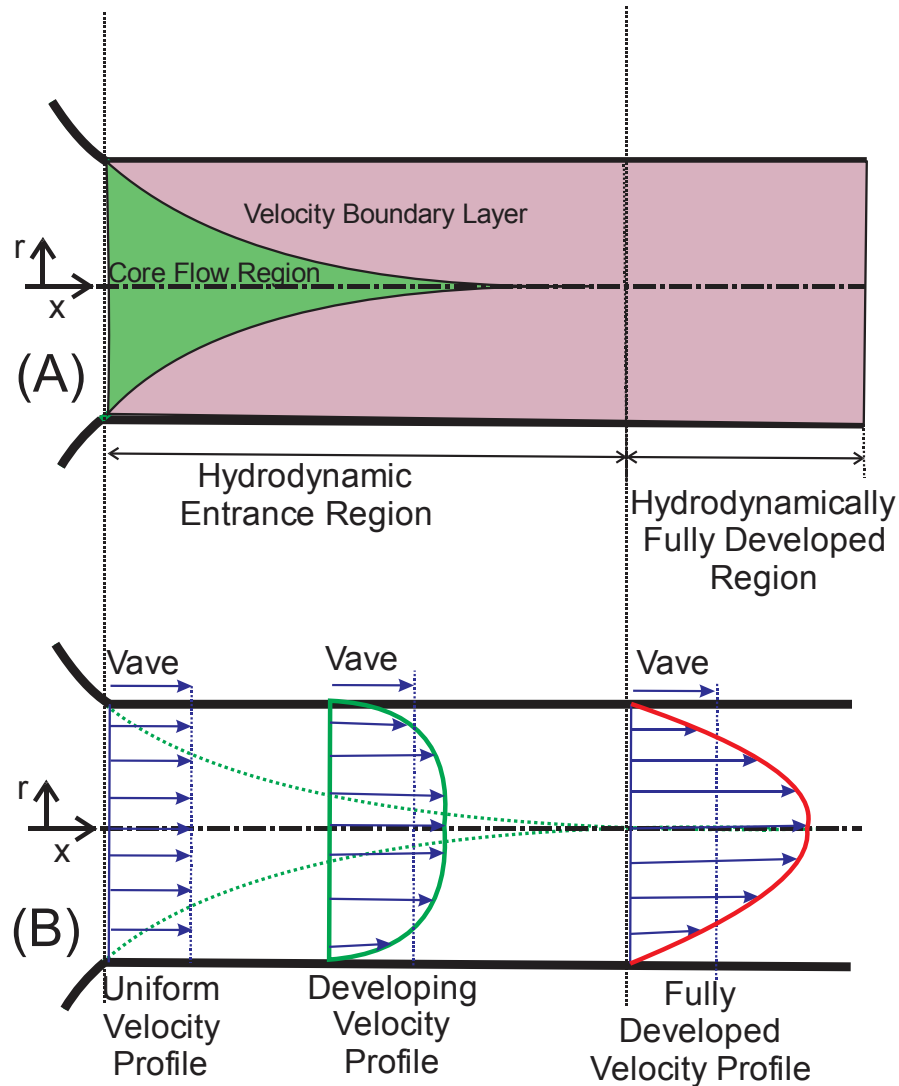 Velocity Boundary Layer
r
Core Flow Region
x
(A)
Hydrodynamic
Entrance Region
Hydrodynamically
Fully Developed
Region
Vave
Vave
Vave
r
x
(B)
Uniform
Velocity
Profile
Developing
Velocity
Profile
Fully
Developed
Velocity Profile